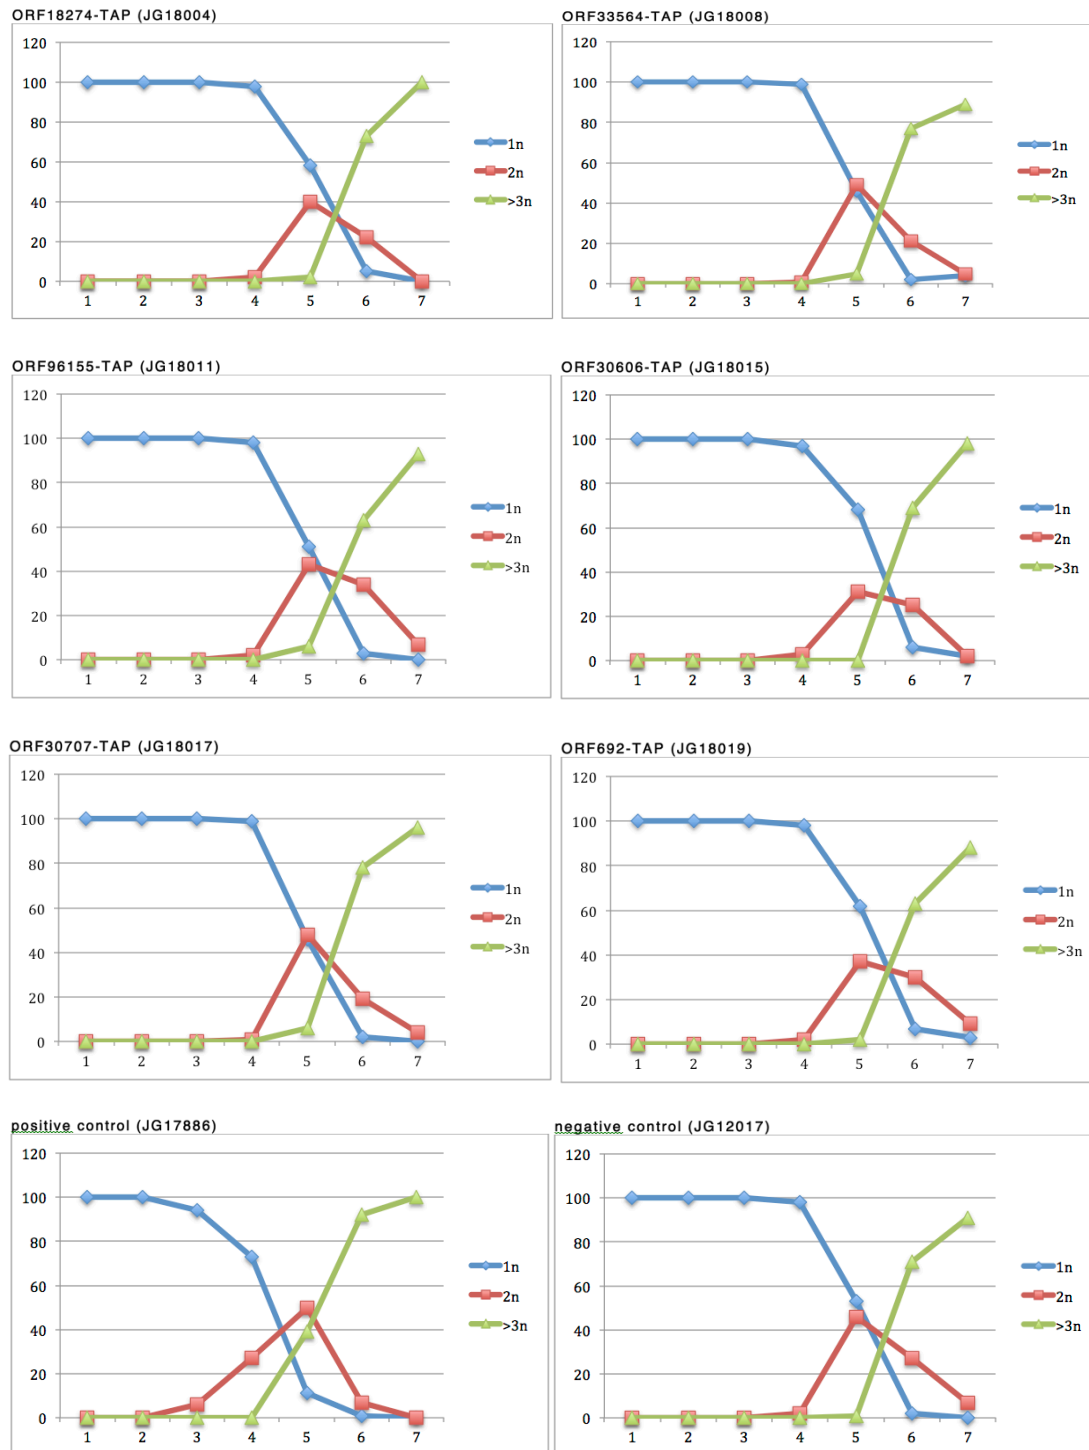 ORF18274-TAP (JG18004)
120
100
80
60
40
20
0
1 2 3 4 5 6 7
1n
2n
>3n
ORF33564-TAP (JG18008)
120
100
80
60
40
20
0
1 2 3 4 5 6 7
1n
2n
>3n
ORF96155-TAP (JG18011)
120
100
80
60
40
20
0
1 2 3 4 5 6 7
1n
2n
>3n
ORF30606-TAP (JG18015)
120
100
80
60
40
20
0
1 2 3 4 5 6 7
1n
2n
>3n
ORF30707-TAP (JG18017)
120
100
80
60
40
20
0
1 2 3 4 5 6 7
1n
2n
>3n
ORF692-TAP (JG18019)
120
100
80
60
40
20
0
1 2 3 4 5 6 7
1n
2n
>3n
positive control (JG17886)
120
100
80
60
40
20
0
1 2 3 4 5 6 7
1n
2n
>3n
negative control (JG12017)
120
100
80
60
40
20
0
1 2 3 4 5 6 7
1n
2n
>3n